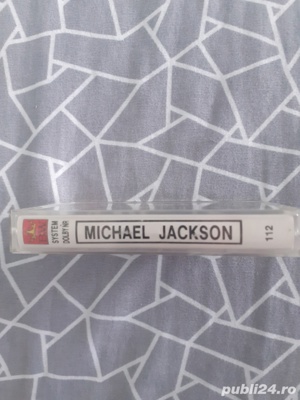 SYSTEM
DOLBY NR
MICHAEL JACKSON
112
publi24.ro